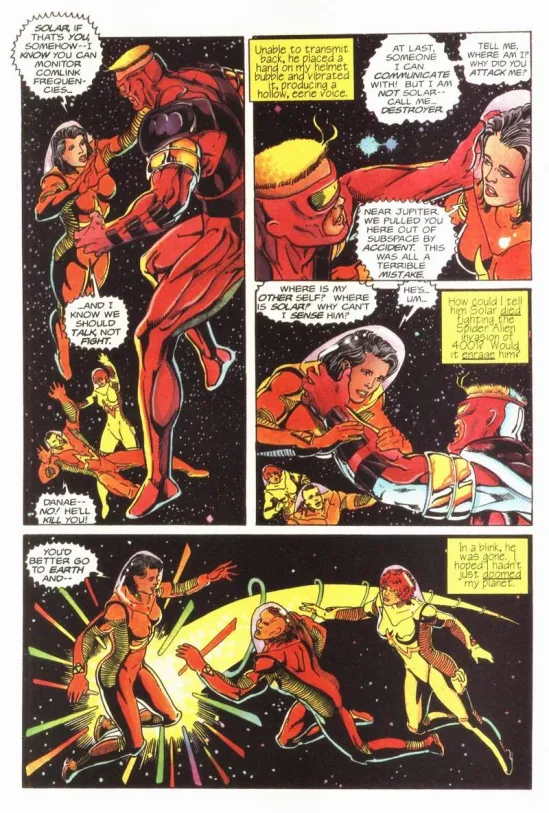 SOLAR, IF
THAT'S YOU,
SOMEHOW--I
KNOW YOU CAN
MONITOR
COMLINK
FREQUEN-
CIES...
...AND I
KNOW WE
SHOULD
TALK, NOT
FIGHT.
DANAE--
NO! HE'LL
KILL YOU!
Unable to transmit
back, he placed a
hand on my helmet
bubble and vibrated
it, producing a
hollow, eerie voice.
AT LAST,
SOMEONE
I CAN
COMMUNICATE
WITH! BUT I AM
NOT SOLAR--
CALL ME...
DESTROYER.
TELL ME,
WHERE AM I?
WHY DID YOU
ATTACK ME?
NEAR JUPITER.
WE PULLED YOU
HERE OUT OF
SUBSPACE BY
ACCIDENT. THIS
WAS ALL A
TERRIBLE
MISTAKE.
WHERE IS MY
OTHER SELF? WHERE
IS SOLAR? WHY CAN'T
I SENSE HIM?
HE'S...
UM...
How could I tell
him Solar died
fighting the
Spider Alien
invasion of
4001? Would
it enrage him?
YOU'D
BETTER GO
TO EARTH
AND--
In a blink, he
was gone. I
hoped I hadn't
just doomed
my planet.